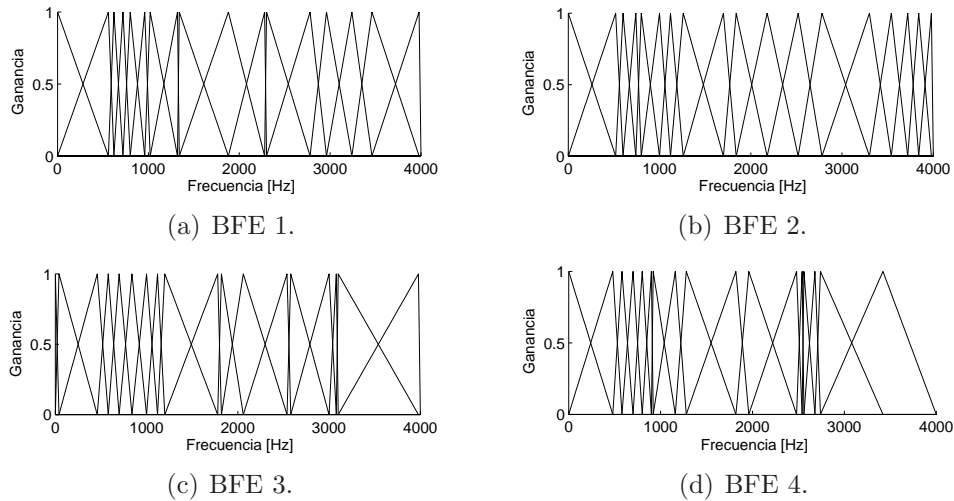 1
0.5
0
Ganancia
0 1000 2000 3000 4000
Frecuencia [Hz]
(a) BFE 1.
1
0.5
0
Ganancia
0 1000 2000 3000 4000
Frecuencia [Hz]
(b) BFE 2.
1
0.5
0
Ganancia
0 1000 2000 3000 4000
Frecuencia [Hz]
(c) BFE 3.
1
0.5
0
Ganancia
0 1000 2000 3000 4000
Frecuencia [Hz]
(d) BFE 4.